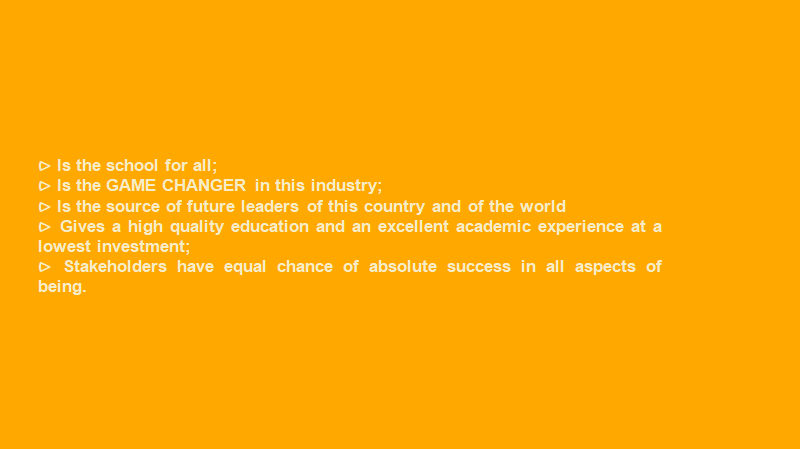 ▷ Is the school for all;
▷ Is the GAME CHANGER in this industry;
▷ Is the source of future leaders of this country and of the world
▷ Gives a high quality education and an excellent academic experience at a
lowest investment;
▷ Stakeholders have equal chance of absolute success in all aspects of
being.